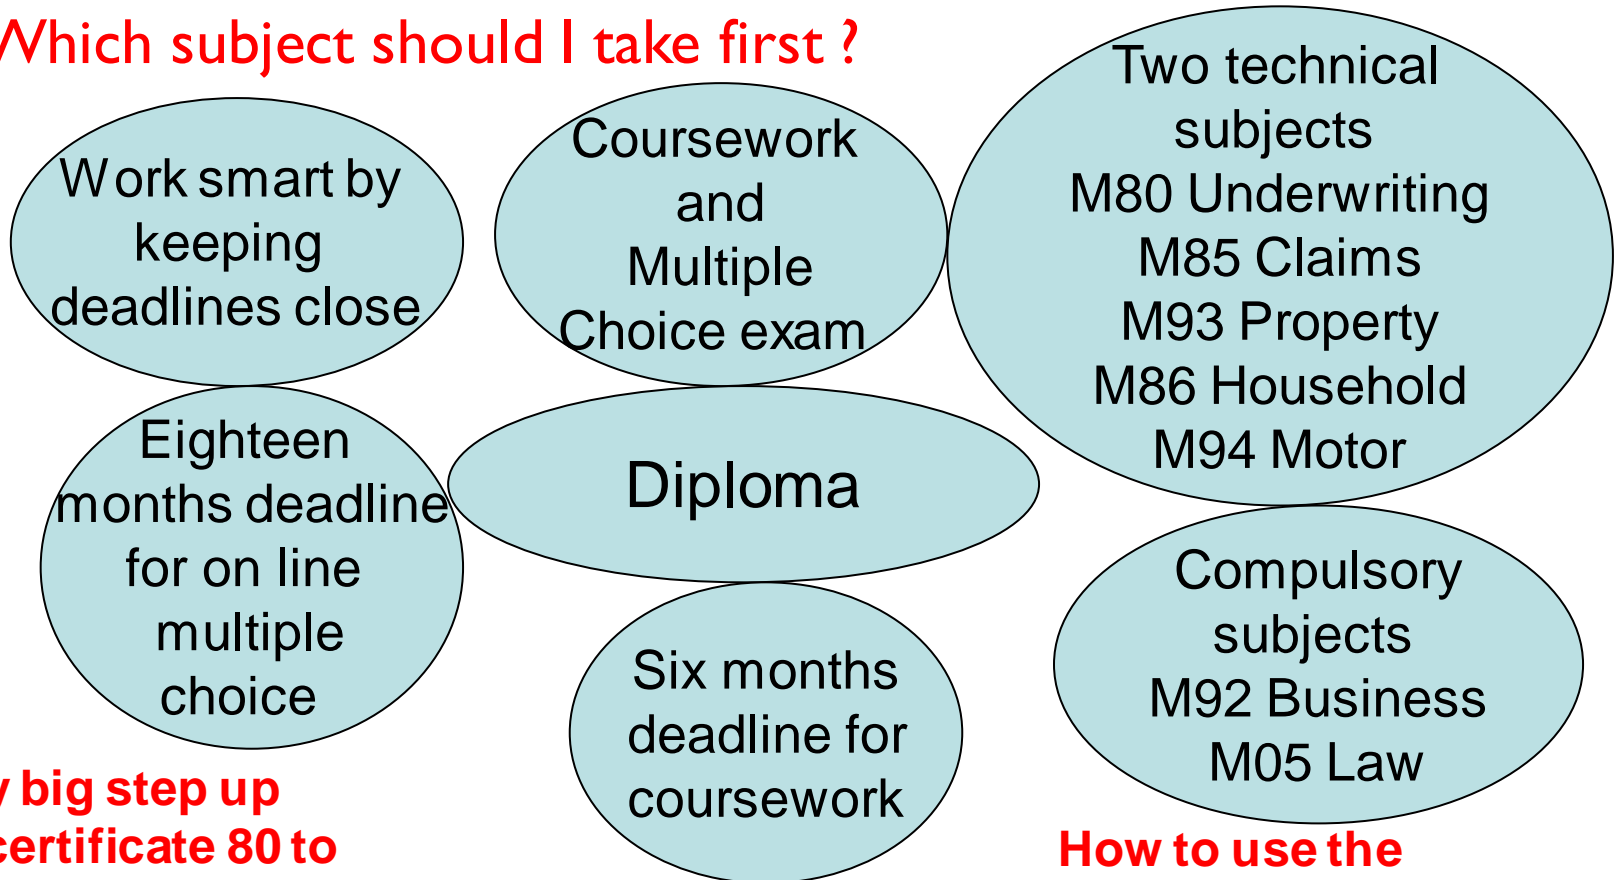 Which subject should I take first ?
Work smart by
keeping
deadlines close
Coursework
and
Multiple
Choice exam
Two technical
subjects
M80 Underwriting
M85 Claims
M93 Property
M86 Household
M94 Motor
Eighteen
months deadline
for on line
multiple
choice
Diploma
Six months
deadline for
coursework
Compulsory
subjects
M92 Business
M05 Law
y big step up
certificate 80 to
How to use the